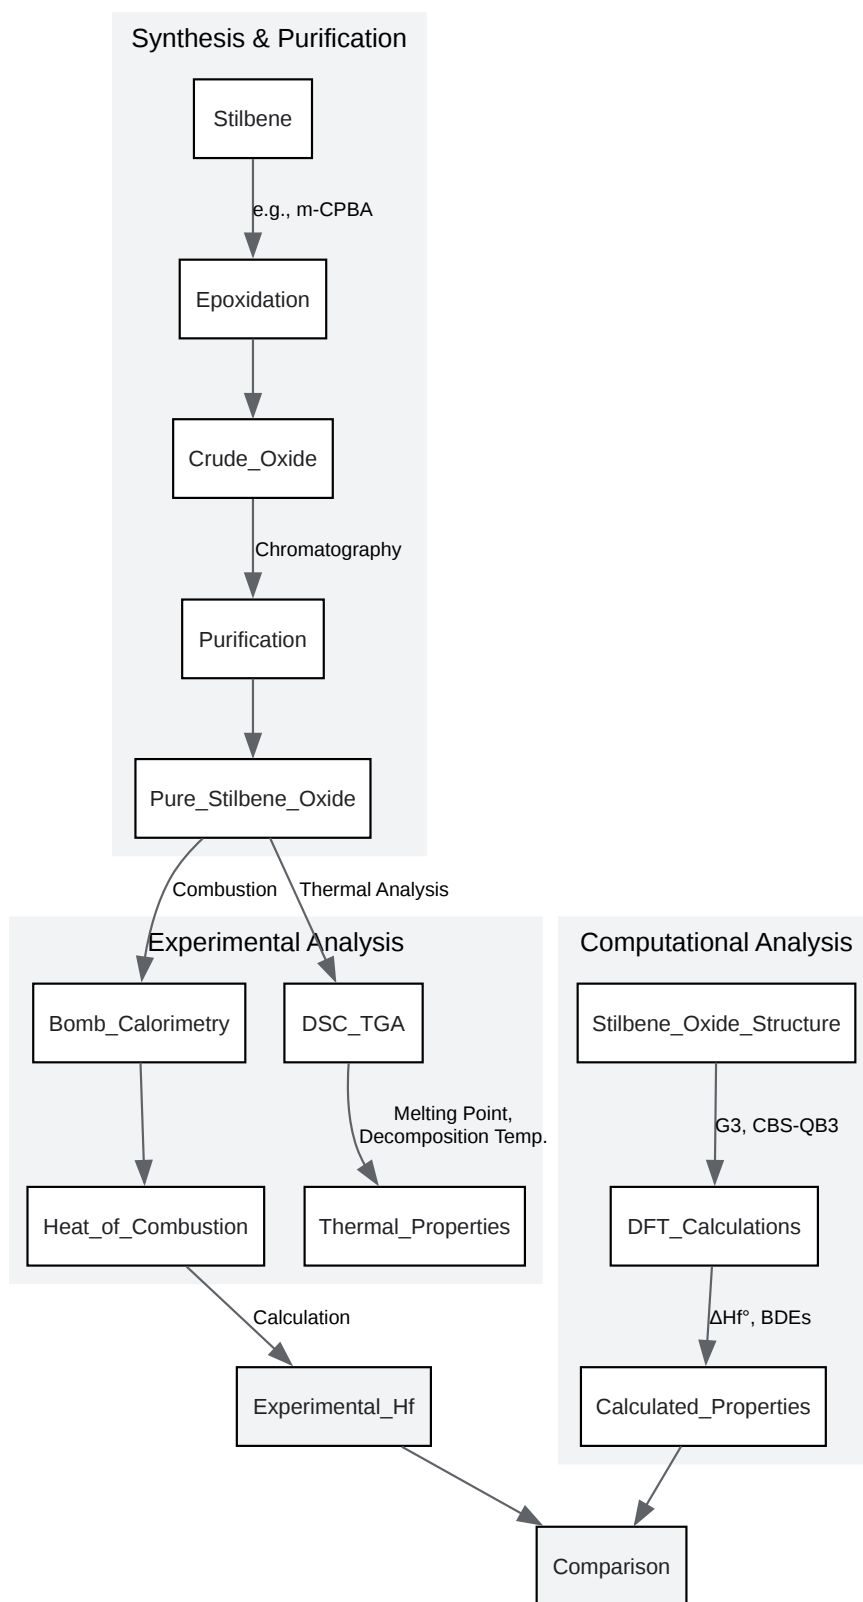 Synthesis & Purification
Stilbene
e.g., m-CPBA
Epoxidation
Crude_Oxide
Chromatography
Purification
Pure_Stilbene_Oxide
Combustion
Thermal Analysis
Experimental Analysis
Computational Analysis
Bomb_Calorimetry
DSC_TGA
Stilbene_Oxide_Structure
Melting Point,
Decomposition Temp.
G3, CBS-QB3
Heat_of_Combustion
Thermal_Properties
DFT_Calculations
Calculation
ΔHf°, BDEs
Experimental_Hf
Calculated_Properties
Comparison